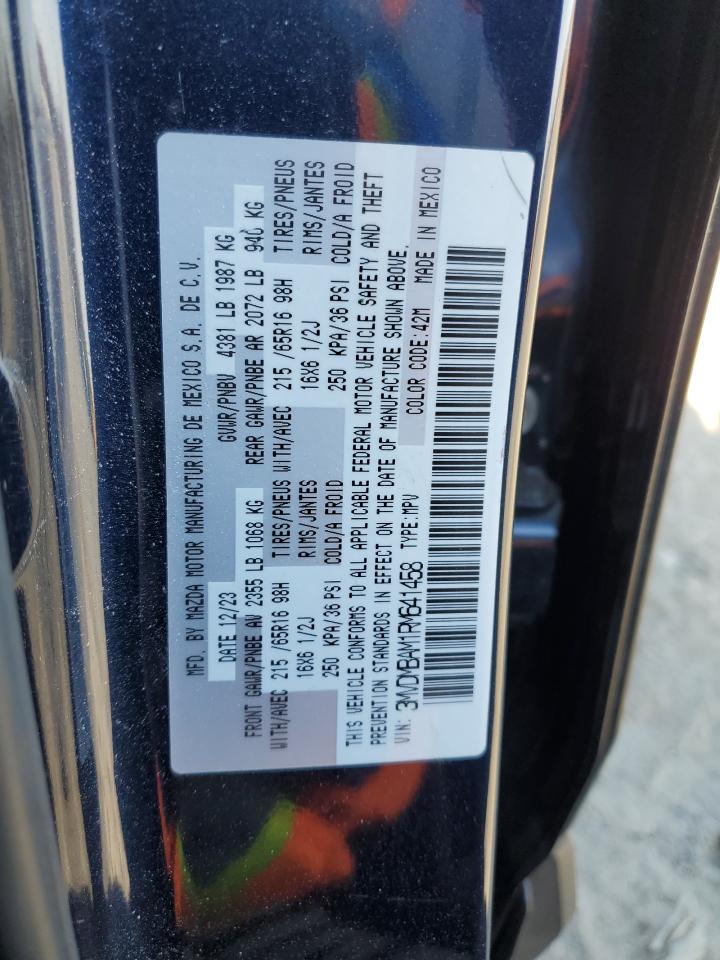 MFD. BY MAZDA MOTOR MANUFACTURING DE MEXICO S.A. DE C.V.
DATE 12/23 GVWR/PNBV 4381 LB 1987 KG
FRONT GAWR/PNBE AV 2355 LB 1068 KG REAR GAWR/PNBE AR 2072 LB 940 KG
WITH/AVEC 215 /65R16 98H TIRES/PNEUS WITH/AVEC 215 /65R16 98H TIRES/PNEUS
16X6 1/2J RIMS/JANTES 16X6 1/2J RIMS/JANTES
250 KPA/36 PSI COLD/A FROID 250 KPA/36 PSI COLD/A FROID
THIS VEHICLE CONFORMS TO ALL APPLICABLE FEDERAL MOTOR VEHICLE SAFETY AND THEFT
PREVENTION STANDARDS IN EFFECT ON THE DATE OF MANUFACTURE SHOWN ABOVE.
VIN: 3MVDMBAM1RM641458 TYPE:MPV COLOR CODE:42M MADE IN MEXICO